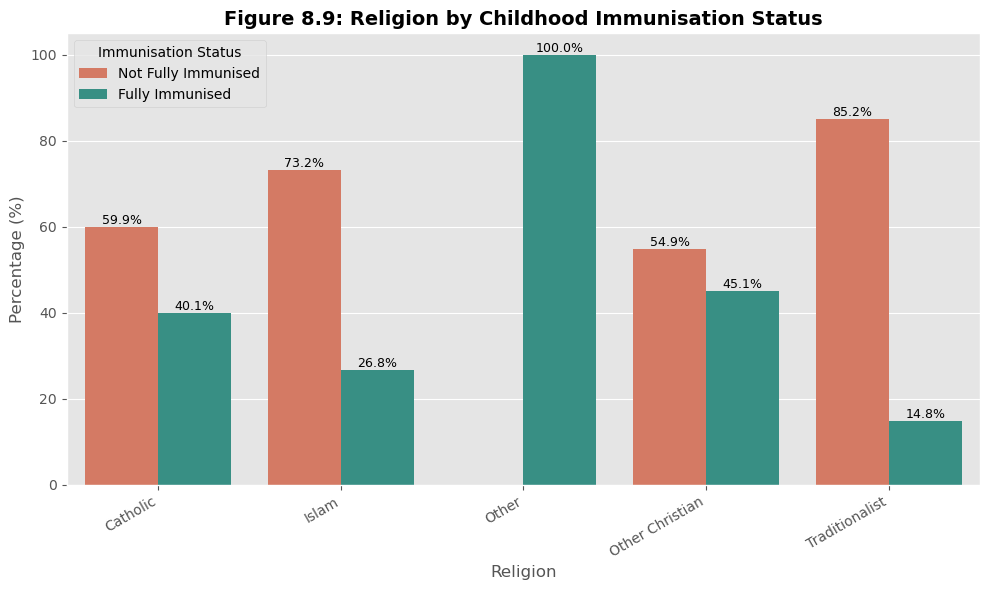 Figure 8.9: Religion by Childhood Immunisation Status
Immunisation Status
Not Fully Immunised
Fully Immunised
Percentage (%)
100
80
60
40
20
0
59.9%
40.1%
73.2%
26.8%
100.0%
54.9%
45.1%
85.2%
14.8%
Catholic
Islam
Other
Other Christian
Traditionalist
Religion